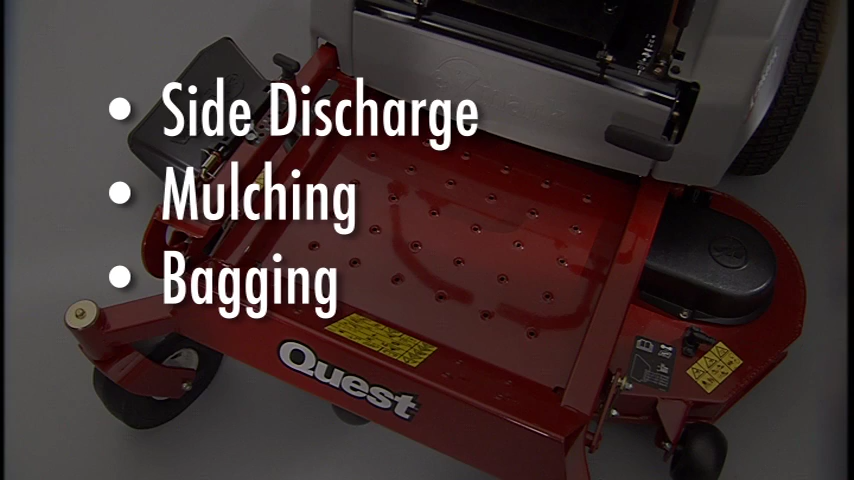 • Side Discharge
• Mulching
• Bagging
Quest